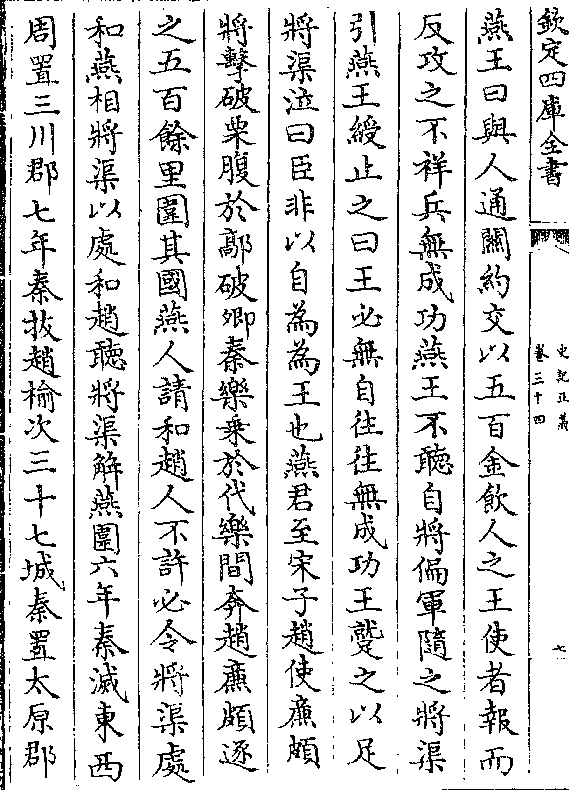 欽定四庫全書
史記正義
卷三十四
七
燕王曰與人通關約交以五百金飲人之王使者報而
反攻之不祥兵無成功燕王不聽自將偏軍隨之將渠
引燕王綬止之曰王必無自往往無成功王蹵之以足
將渠泣曰臣非以自為為王也燕君至宋子趙使亷頗
將擊破栗腹於鄗破卿秦樂乗於代樂間奔趙亷頗逐
之五百餘里圍其國燕人請和趙人不許必令將渠處
和燕相將渠以處和趙聽將渠解燕圍六年秦滅東西
周置三川郡七年秦拔趙榆次三十七城秦置太原郡